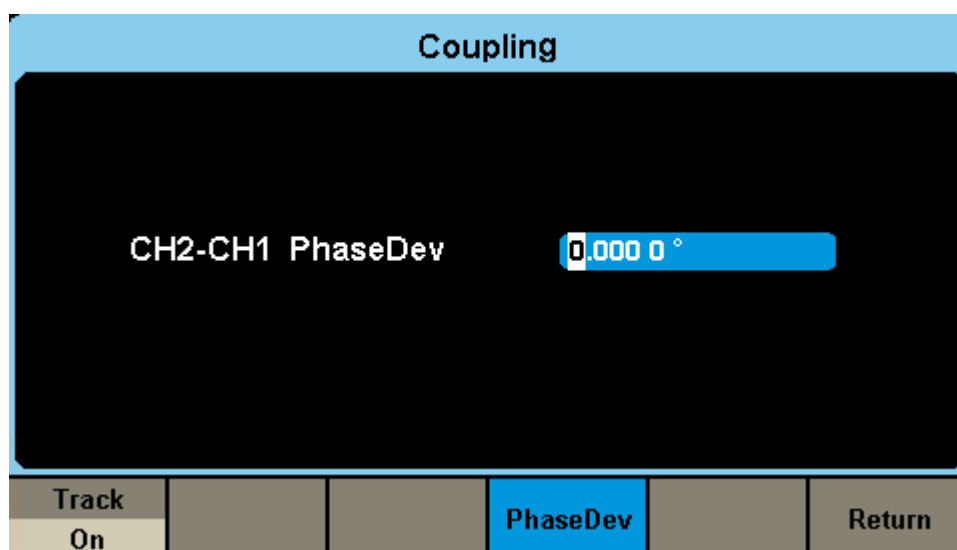 Coupling
CH2-CH1 PhaseDev 0.000 0 °
Track
On
PhaseDev
Return